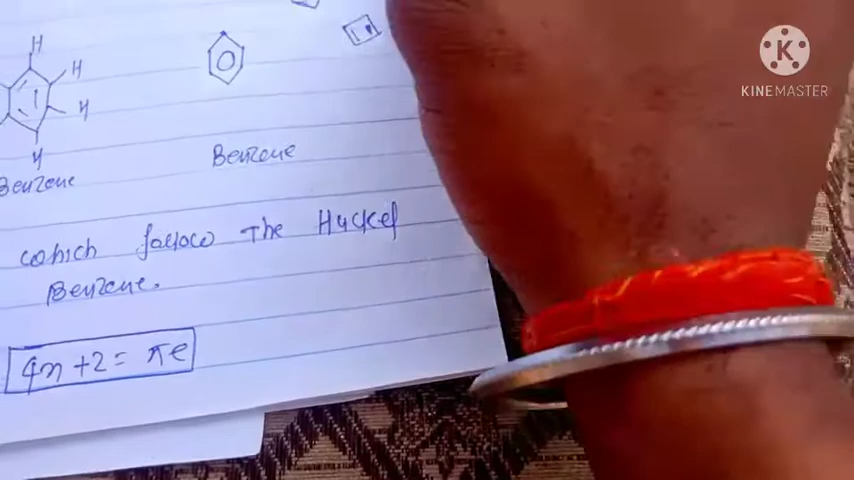 H
H
H
H
Benzene
Benzene
which follow The Huckel
Benzene.
4n+2 = πe
K
KINEMASTER